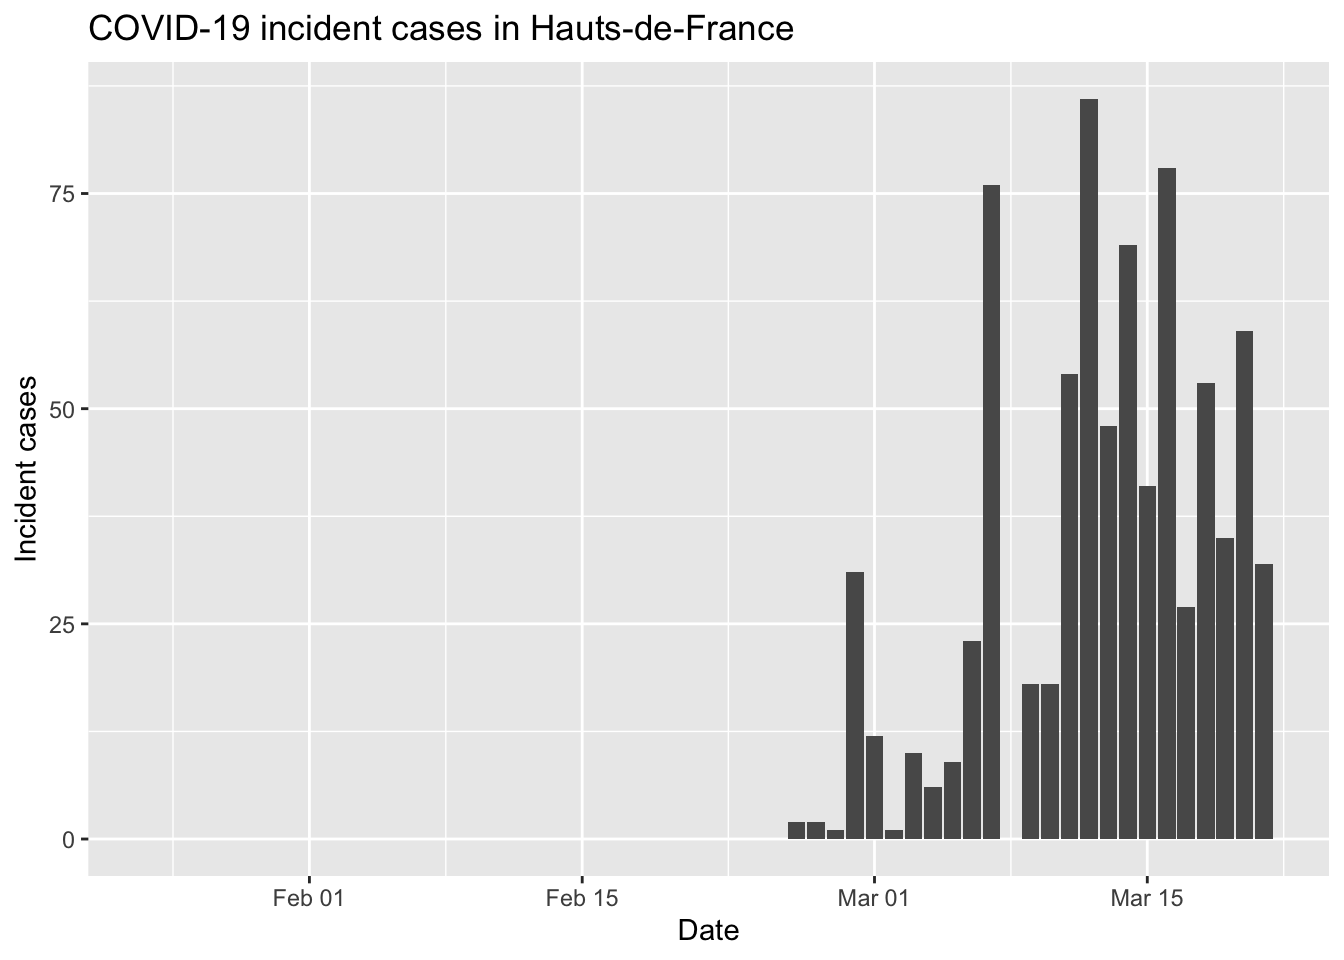 COVID-19 incident cases in Hauts-de-France
Incident cases
75
50
25
0
Feb 01 Feb 15 Mar 01 Mar 15
Date